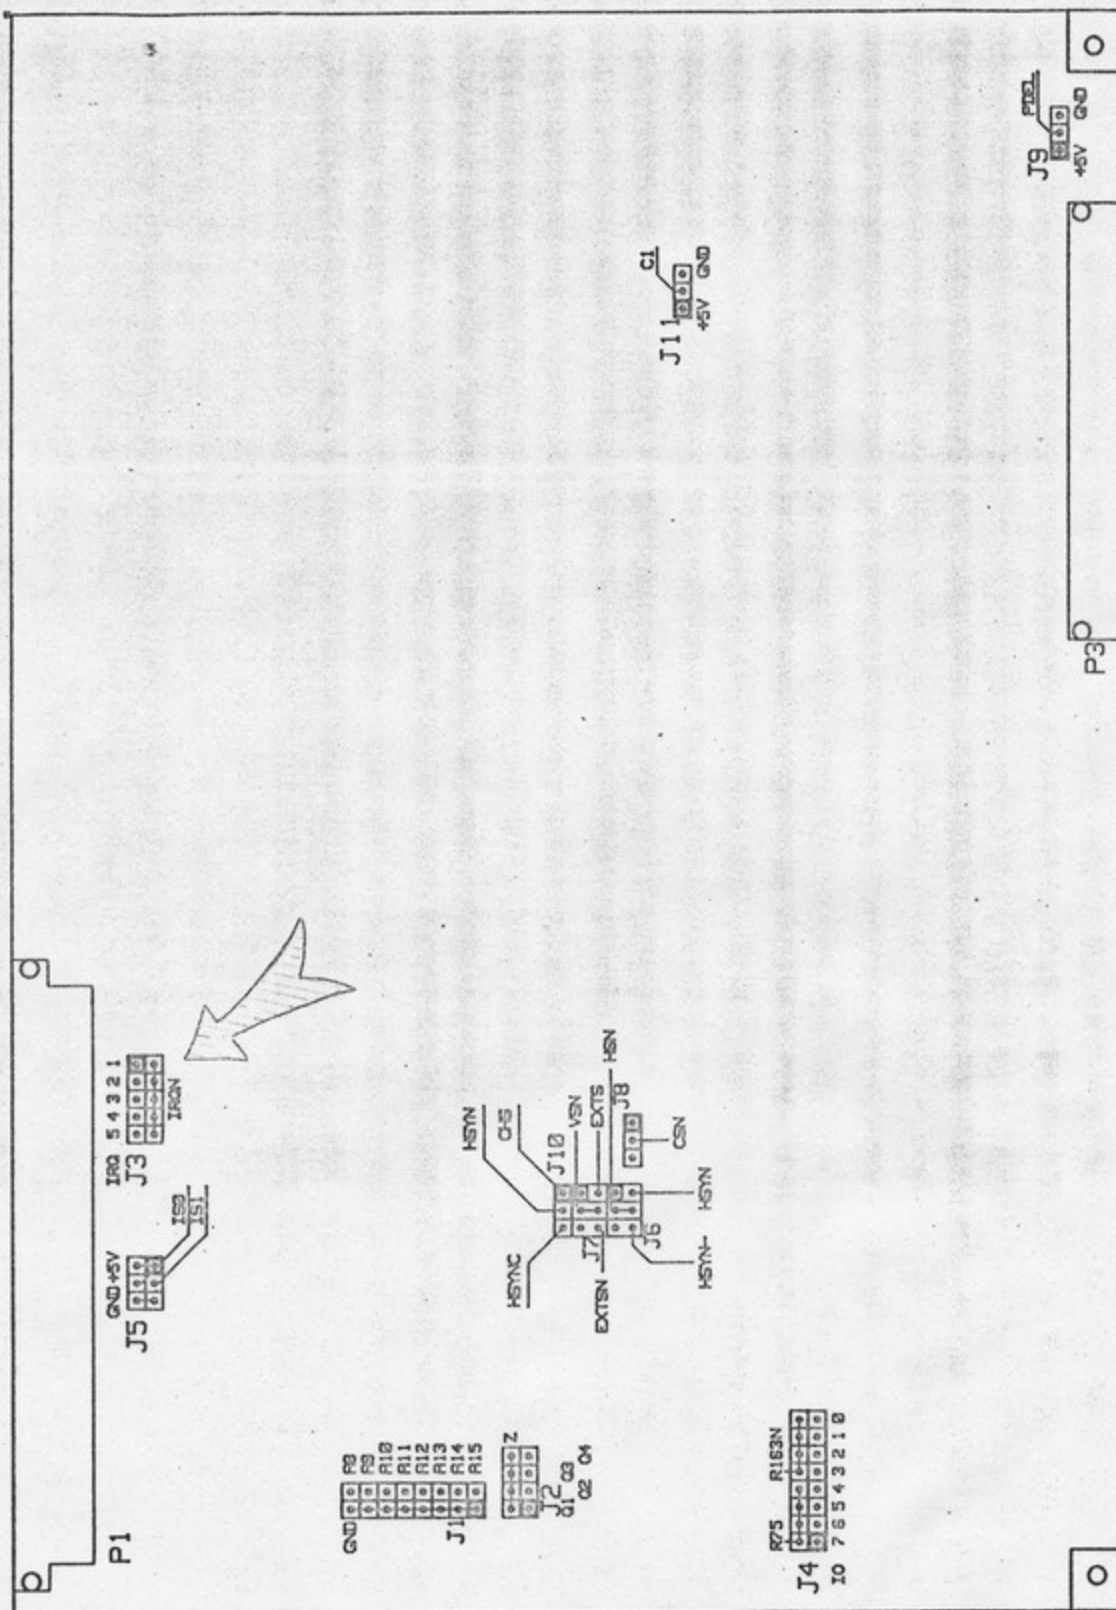 P1
GND +5V
J5
IS0
IS1
IRQ 5 4 3 2 1
J3
IRQN
GND
A8
A9
A10
A11
A12
A13
A14
A15
J1
Z
J2
Q1
Q2
Q3
Q4
HSYN
CHS
J10
HSYNC
VSN
EXTS
HSN
J7
EXTSN
J8
CSN
J6
HSYN
HSYN-
C1
J11
+5V
GND
PDEL
J9
+5V
GND
P3
R75
R163N
J4
IO 7 6 5 4 3 2 1 0